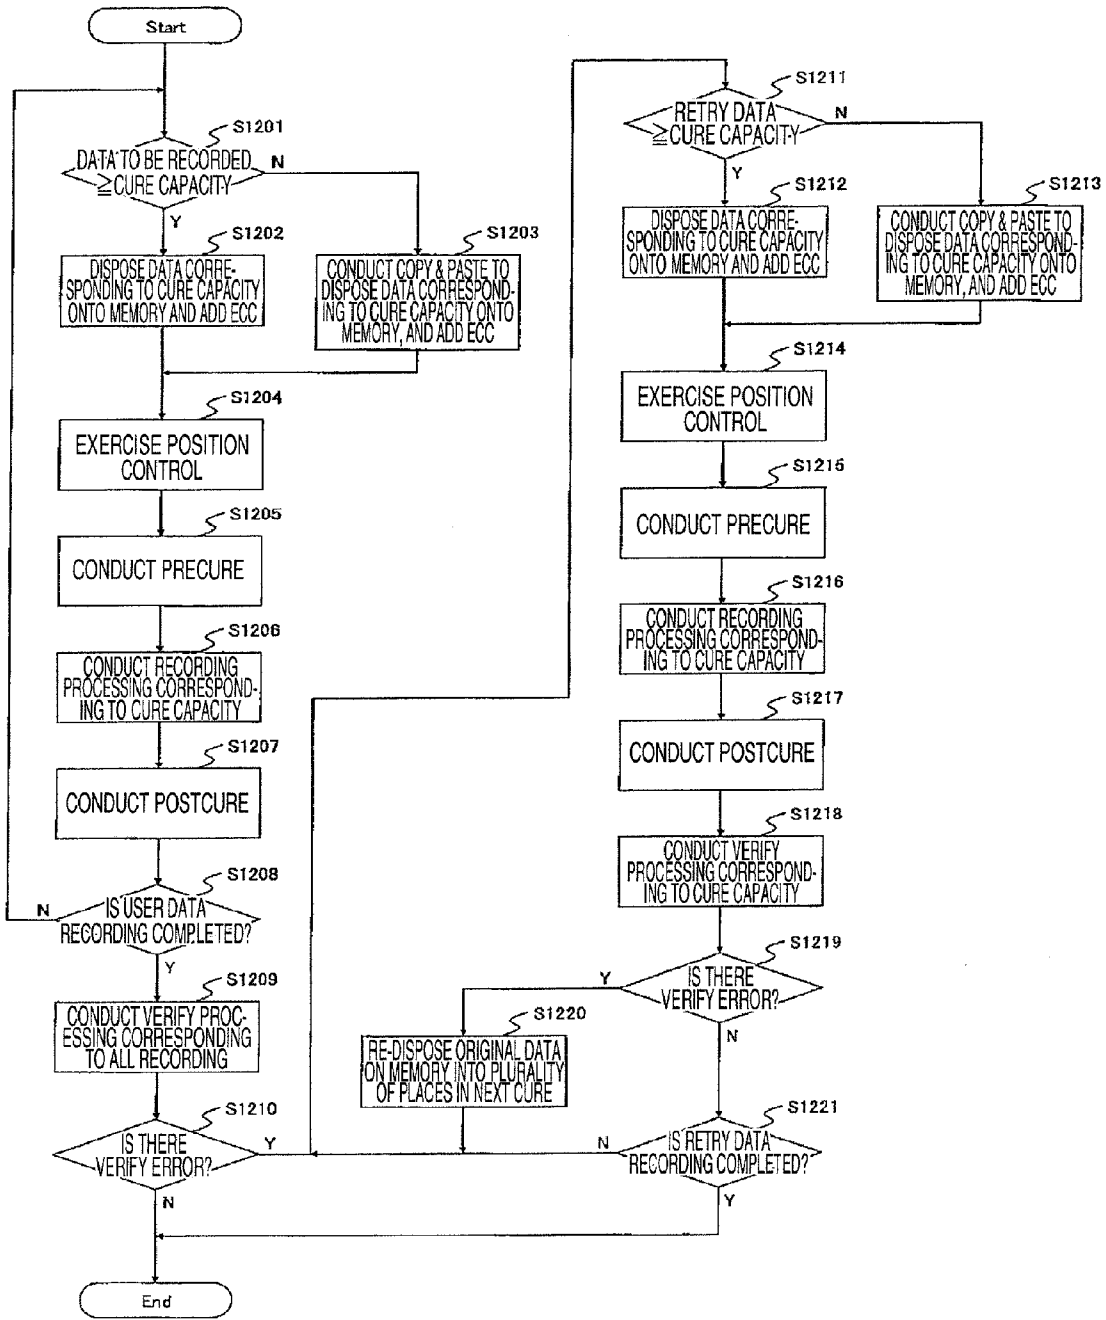 Start
S1201
DATA TO BE RECORDED
≧CURE CAPACITY
N
Y
S1202
DISPOSE DATA CORRE-
SPONDING TO CURE CAPACITY
ONTO MEMORY AND ADD ECC
S1203
CONDUCT COPY & PASTE TO
DISPOSE DATA CORRESPOND-
ING TO CURE CAPACITY ONTO
MEMORY, AND ADD ECC
S1204
EXERCISE POSITION
CONTROL
S1205
CONDUCT PRECURE
S1206
CONDUCT RECORDING
PROCESSING CORRESPOND-
ING TO CURE CAPACITY
S1207
CONDUCT POSTCURE
S1208
N
IS USER DATA
RECORDING COMPLETED?
Y
S1209
CONDUCT VERIFY PROC-
ESSING CORRESPONDING
TO ALL RECORDING
S1210
IS THERE
VERIFY ERROR?
Y
N
End
S1211
RETRY DATA
≧CURE CAPACITY
N
Y
S1212
DISPOSE DATA CORRE-
SPONDING TO CURE CAPACITY
ONTO MEMORY AND ADD ECC
S1213
CONDUCT COPY & PASTE TO
DISPOSE DATA CORRESPOND-
ING TO CURE CAPACITY ONTO
MEMORY, AND ADD ECC
S1214
EXERCISE POSITION
CONTROL
S1215
CONDUCT PRECURE
S1216
CONDUCT RECORDING
PROCESSING CORRESPOND-
ING TO CURE CAPACITY
S1217
CONDUCT POSTCURE
S1218
CONDUCT VERIFY
PROCESSING CORRESPOND-
ING TO CURE CAPACITY
S1219
Y
IS THERE
VERIFY ERROR?
N
S1220
RE-DISPOSE ORIGINAL DATA
ON MEMORY INTO PLURALITY
OF PLACES IN NEXT CURE
S1221
N
IS RETRY DATA
RECORDING COMPLETED?
Y